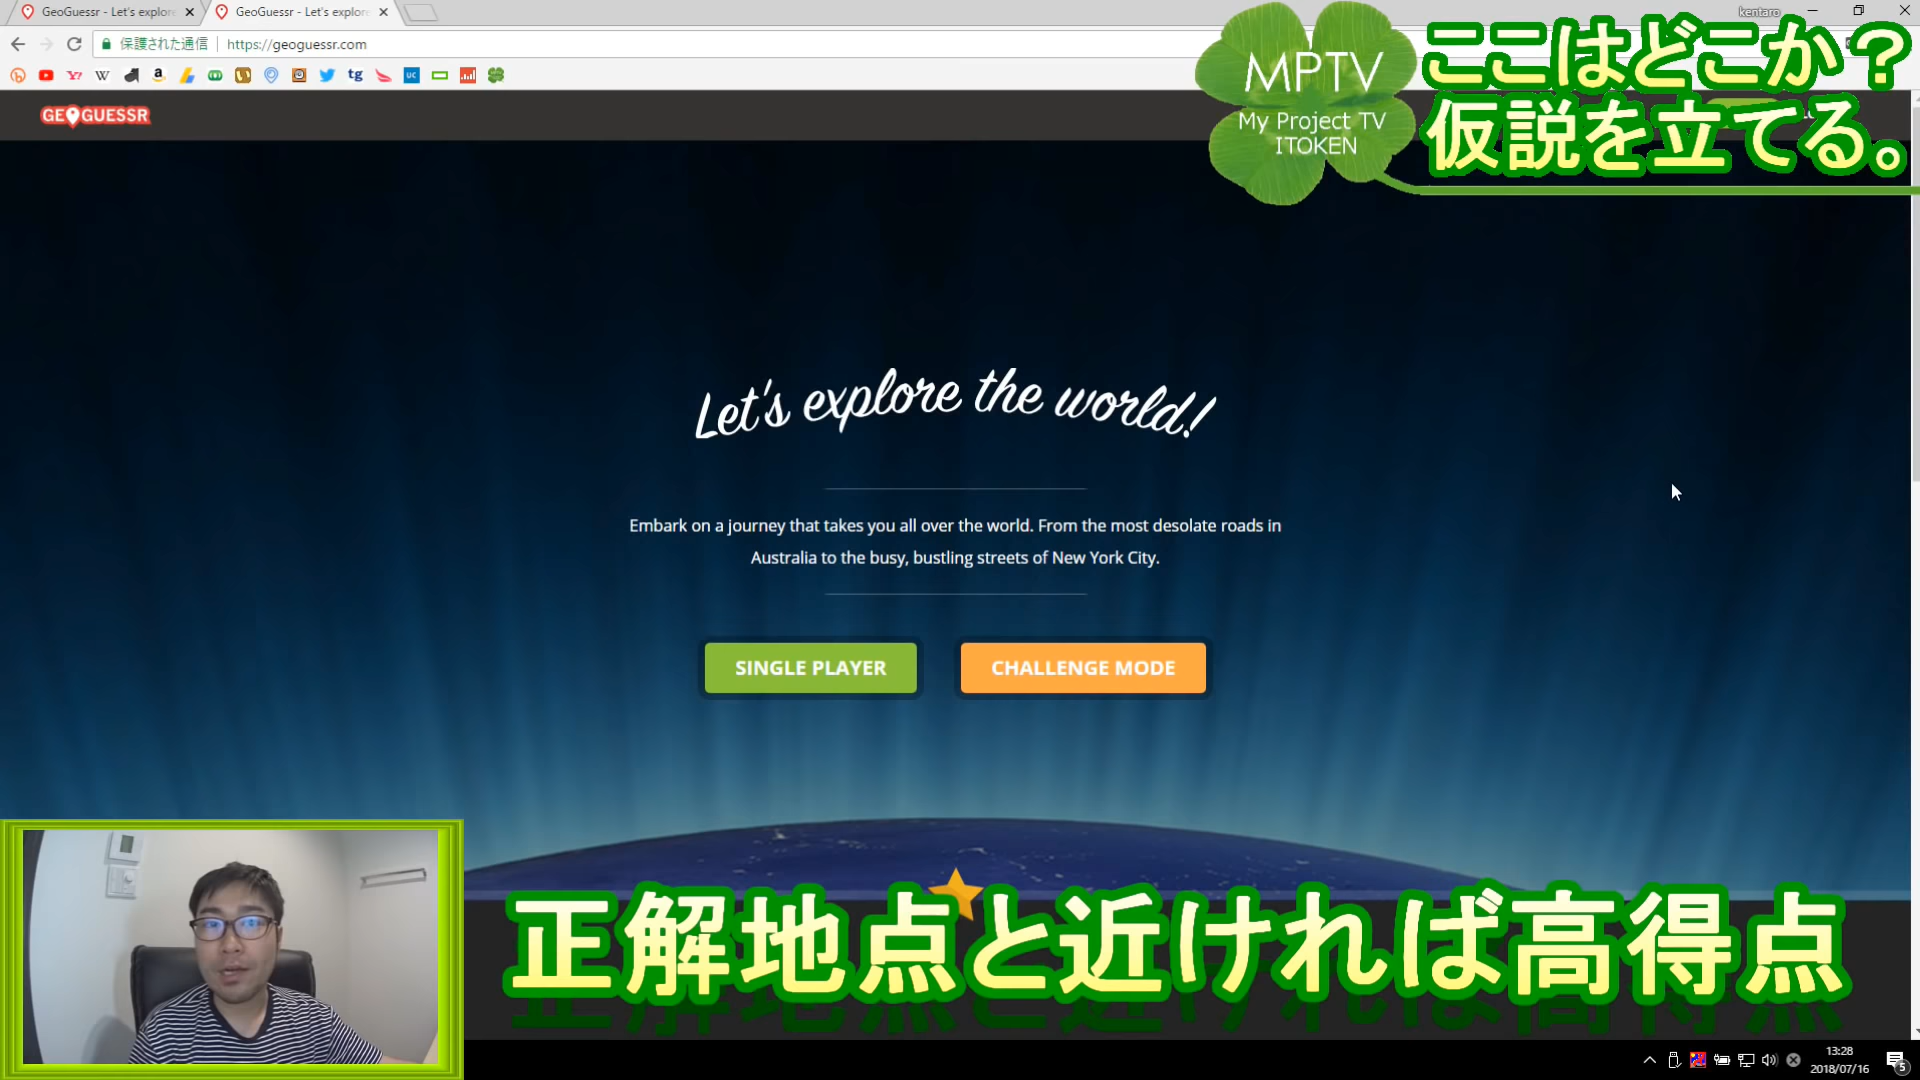 GeoGuessr - Let's explore
GeoGuessr - Let's explore
kentaro
保護された通信
https://geoguessr.com
GEOGUESSR
MPTV
My Project TV
ITOKEN
ここはどこか？
仮説を立てる。
Let's explore the world!
Embark on a journey that takes you all over the world. From the most desolate roads in
Australia to the busy, bustling streets of New York City.
SINGLE PLAYER
CHALLENGE MODE
正解地点と近ければ高得点
13:28
2018/07/16
5